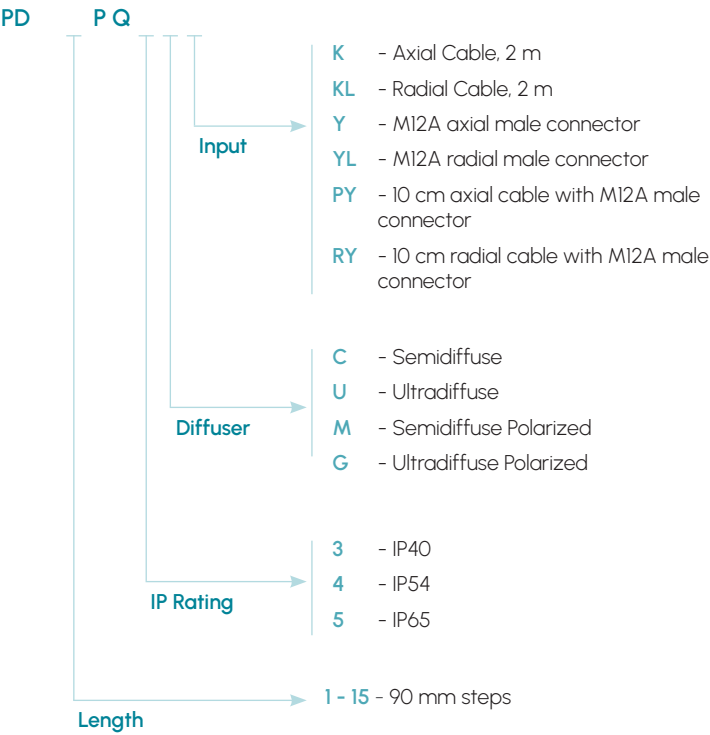 PD P Q
K - Axial Cable, 2 m
KL - Radial Cable, 2 m
Y - M12A axial male connector
Input
YL - M12A radial male connector
PY - 10 cm axial cable with M12A male
connector
RY - 10 cm radial cable with M12A male
connector
C - Semidiffuse
U - Ultradiffuse
Diffuser
M - Semidiffuse Polarized
G - Ultradiffuse Polarized
3 - IP40
4 - IP54
IP Rating
5 - IP65
1 - 15 - 90 mm steps
Length